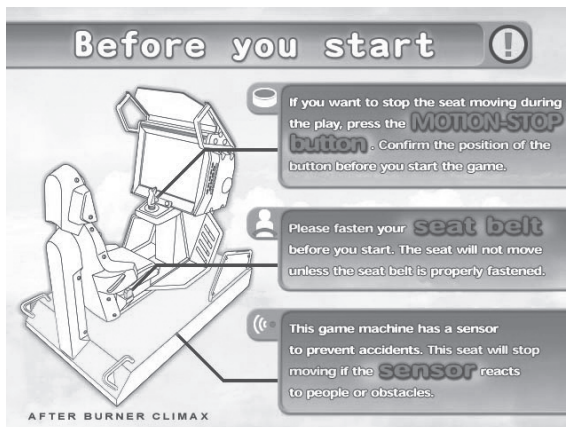 Before you start
If you want to stop the seat moving during
the play, press the MOTION-STOP
button . Confirm the position of the
button before you start the game.
Please fasten your seat belt
before you start. The seat will not move
unless the seat belt is properly fastened.
This game machine has a sensor
to prevent accidents. This seat will stop
moving if the sensor reacts
to people or obstacles.
AFTER BURNER CLIMAX